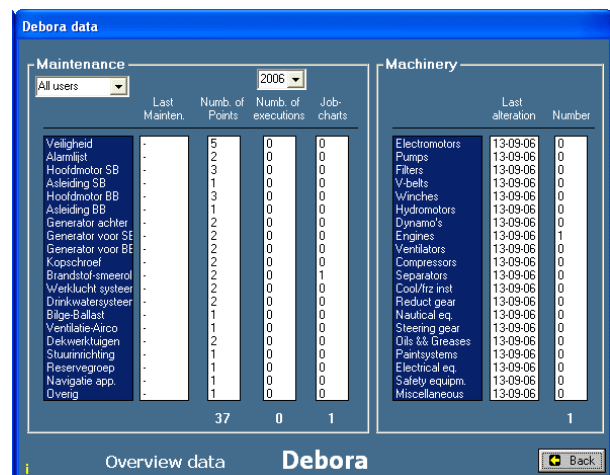 Debora data
Maintenance
All users
2006
Last Mainten. Numb. of Points Numb. of executions Job-charts
Veiligheid - 5 0 0
Alarmlijst - 2 0 0
Hoofdmotor SB - 3 0 0
Asleiding SB - 1 0 0
Hoofdmotor BB - 3 0 0
Asleiding BB - 1 0 0
Generator achter - 2 0 0
Generator voor SE - 2 0 0
Generator voor BE - 2 0 0
Kopschroef - 2 0 0
Brandstof-smeerol - 2 0 1
Werklucht systeer - 2 0 0
Drinkwatersysteer - 2 0 0
Bilge-Ballast - 1 0 0
Ventilatie-Airco - 1 0 0
Dekwerktuigen - 2 0 0
Stuurinrichting - 1 0 0
Reservegroep - 1 0 0
Navigatie app. - 1 0 0
Overig - 1 0 0
37 0 1
Machinery
Last alteration Number
Electromotors 13-09-06 0
Pumps 13-09-06 0
Filters 13-09-06 0
V-belts 13-09-06 0
Winches 13-09-06 0
Hydromotors 13-09-06 0
Dynamo's 13-09-06 0
Engines 13-09-06 1
Ventilators 13-09-06 0
Compressors 13-09-06 0
Separators 13-09-06 0
Cool/frz inst 13-09-06 0
Reduct gear 13-09-06 0
Nautical eq. 13-09-06 0
Steering gear 13-09-06 0
Oils && Greases 13-09-06 0
Paintsystems 13-09-06 0
Electrical eq. 13-09-06 0
Safety equipm. 13-09-06 0
Miscellaneous 13-09-06 0
1
i
Overview data Debora
Back